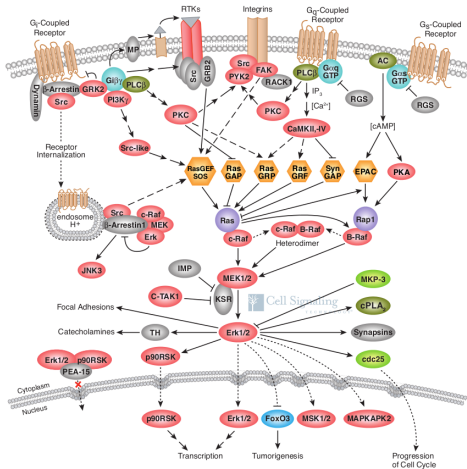 Gi-Coupled
Receptor
RTKs
Integrins
Gq-Coupled
Receptor
Gs-Coupled
Receptor
MP
Dynamin
β-Arrestin
Src
GRK2
Giβγ
PLCβ
PI3Kγ
Src
GRB2
Src
PYK2
FAK
RACK1
PLCβ
Gαq
GTP
RGS
AC
Gαs
GTP
RGS
PKC
PKC
IP3
[Ca2+]
[cAMP]
CaMKII,-IV
Src-like
Receptor
Internalization
RasGEF
SOS
Ras
GAP
Ras
GRP
Ras
GRF
Syn
GAP
EPAC
PKA
endosome
H+
Src
β-Arrestin1
c-Raf
MEK
Erk
JNK3
Ras
c-Raf
c-Raf
B-Raf
Heterodimer
Rap1
B-Raf
IMP
C-TAK1
KSR
MEK1/2
Cell Signaling
MKP-3
cPLA2
Focal Adhesions
Catecholamines
TH
Erk1/2
Synapsins
cdc25
Erk1/2
p90RSK
PEA-15
p90RSK
Cytoplasm
Nucleus
p90RSK
Erk1/2
FoxO3
MSK1/2
MAPKAPK2
Transcription
Tumorigenesis
Progression
of Cell Cycle